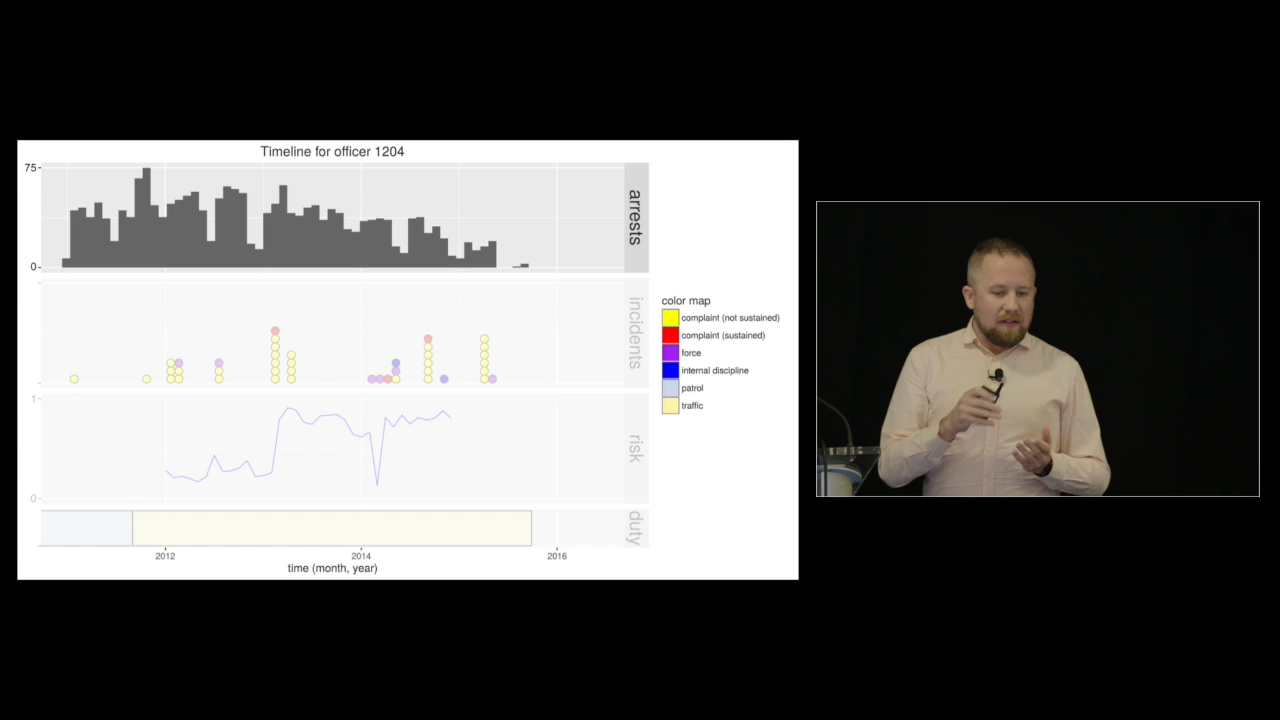 Timeline for officer 1204
75
0
arrests
incidents
1
0
risk
duty
2012
2014
2016
time (month, year)
color map
complaint (not sustained)
complaint (sustained)
force
internal discipline
patrol
traffic